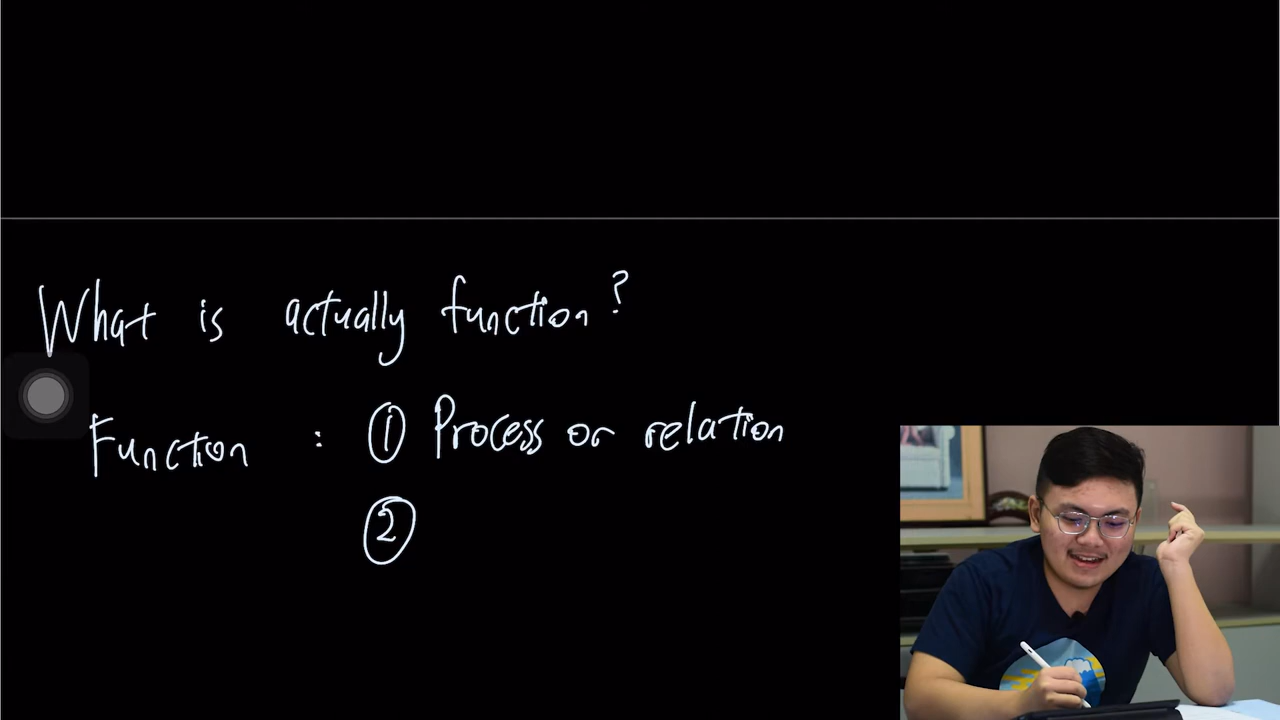 What is actually function?
Function : ① Process or relation
②